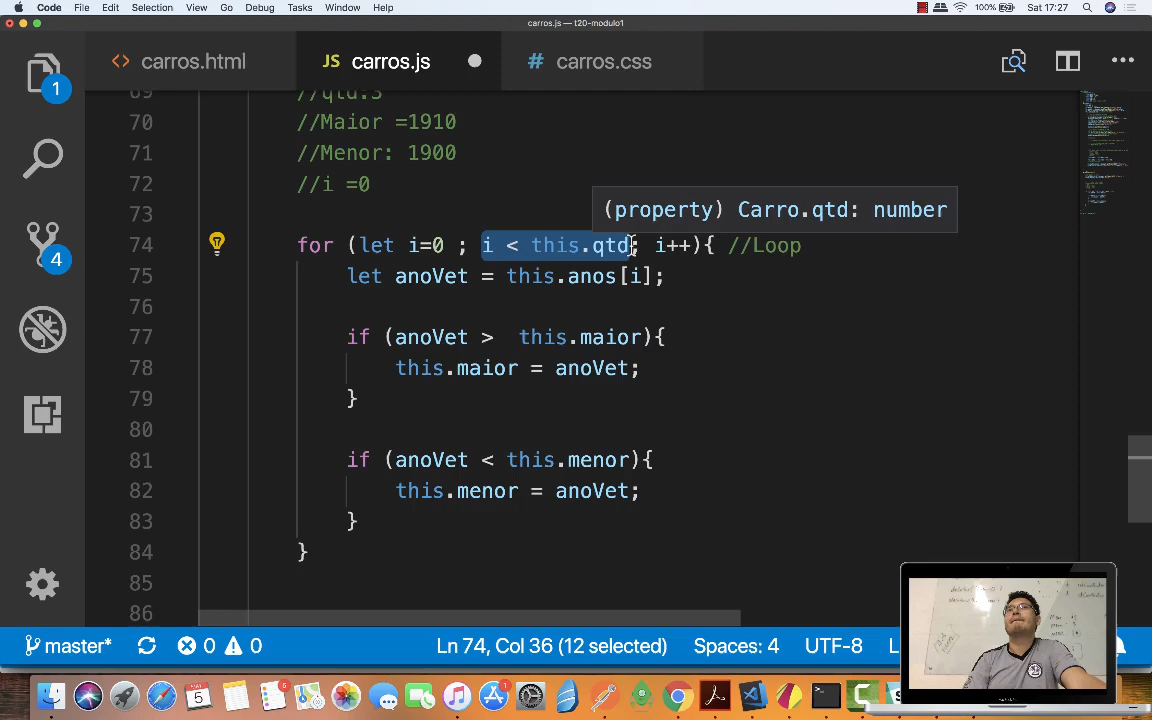 Code File Edit Selection View Go Debug Tasks Window Help 100% Sat 17:27
carros.js — t20-modulo1
<> carros.html JS carros.js # carros.css
1
4
69 //qtd:3
70 //Maior =1910
71 //Menor: 1900
72 //i =0
73
(property) Carro.qtd: number
74 for (let i=0 ; i < this.qtd; i++){ //Loop
75 let anoVet = this.anos[i];
76
77 if (anoVet >  this.maior){
78 this.maior = anoVet;
79 }
80
81 if (anoVet < this.menor){
82 this.menor = anoVet;
83 }
84 }
85
86
master* 0 0 Ln 74, Col 36 (12 selected) Spaces: 4 UTF-8 L
5